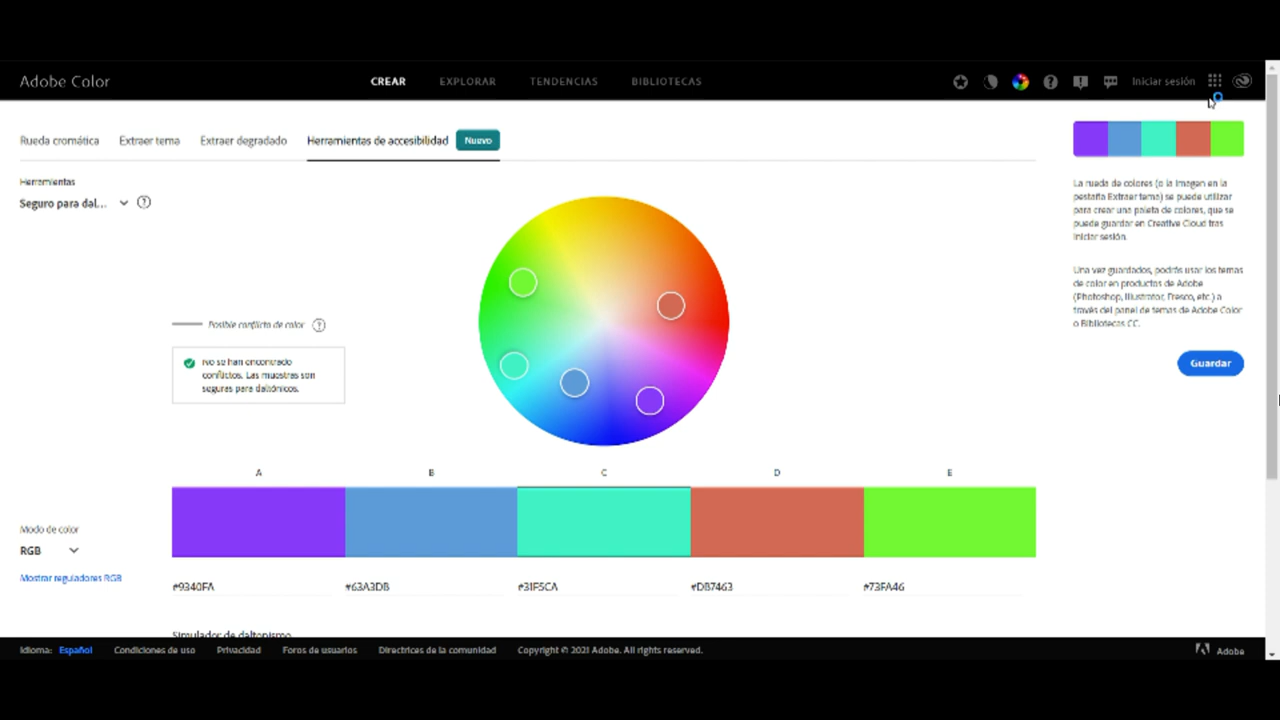 Adobe Color
CREAR
EXPLORAR
TENDENCIAS
BIBLIOTECAS
Iniciar sesión
Rueda cromática
Extraer tema
Extraer degradado
Herramientas de accesibilidad
Nuevo
Herramientas
Seguro para dal...
La rueda de colores (o la imagen en la
pestaña Extraer tema) se puede utilizar
para crear una paleta de colores, que se
puede guardar en Creative Cloud tras
iniciar sesión.
Una vez guardados, podrás usar los temas
de color en productos de Adobe
(Photoshop, Illustrator, Fresco, etc.) a
través del panel de temas de Adobe Color
o Bibliotecas CC.
Guardar
Posible conflicto de color
No se han encontrado
conflictos. Las muestras son
seguras para daltónicos.
A
B
C
D
E
Modo de color
RGB
Mostrar reguladores RGB
#9340FA
#63A3DB
#31F5CA
#DB7463
#73FA46
Simulador de daltonismo
Idioma: Español
Condiciones de uso
Privacidad
Foros de usuarios
Directrices de la comunidad
Copyright © 2021 Adobe. All rights reserved.
Adobe